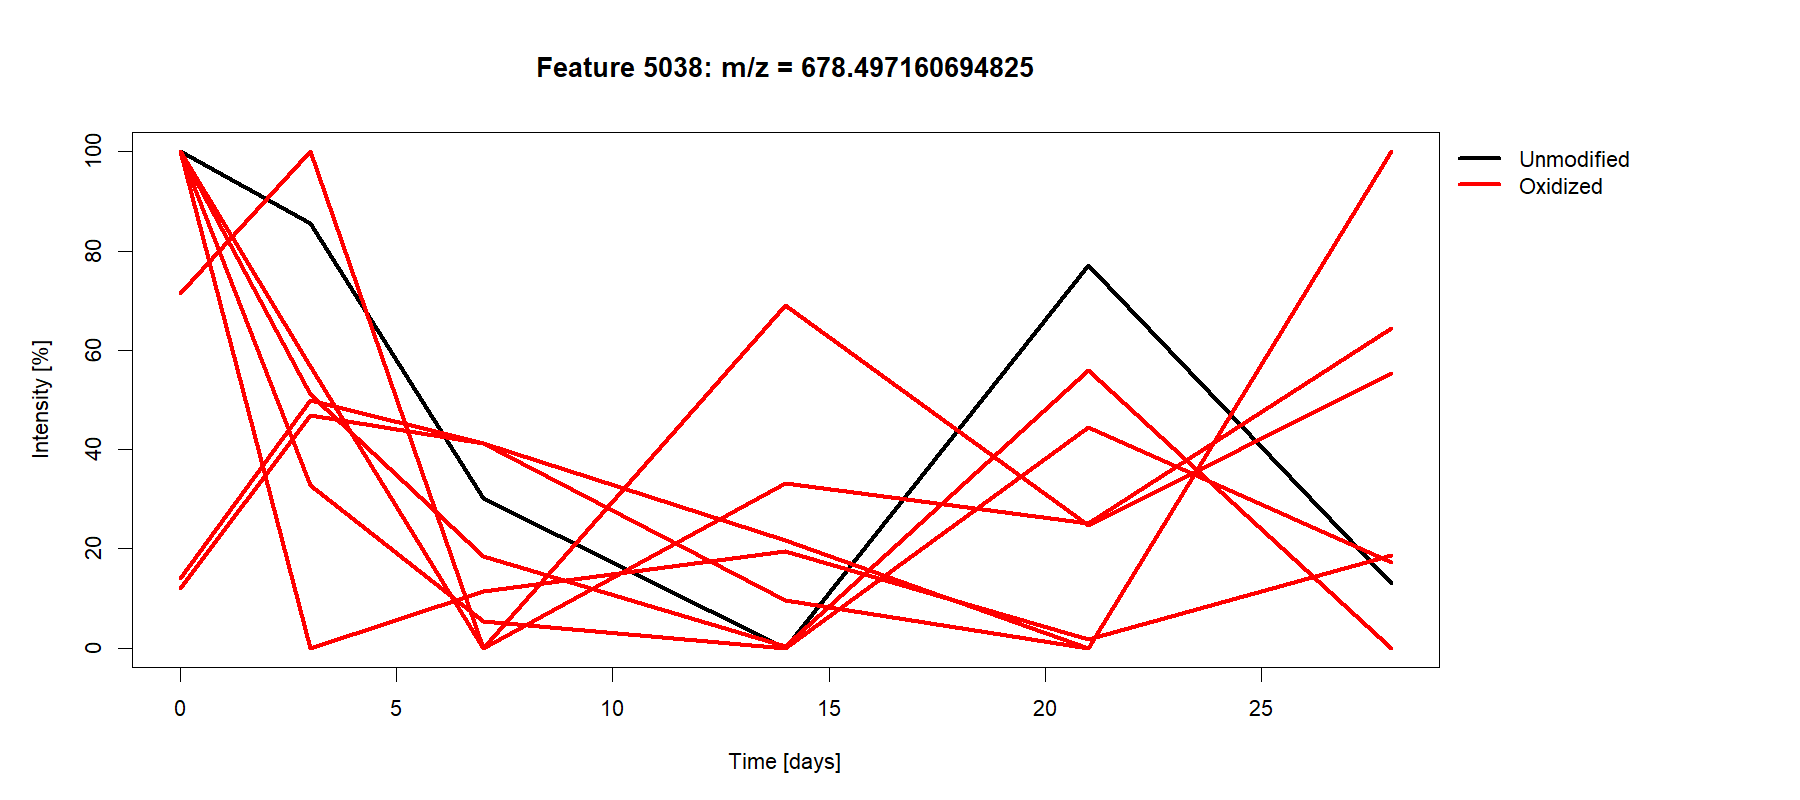 Feature 5038: m/z = 678.497160694825
Intensity [%]
100
80
60
40
20
0
0 5 10 15 20 25
Time [days]
Unmodified
Oxidized